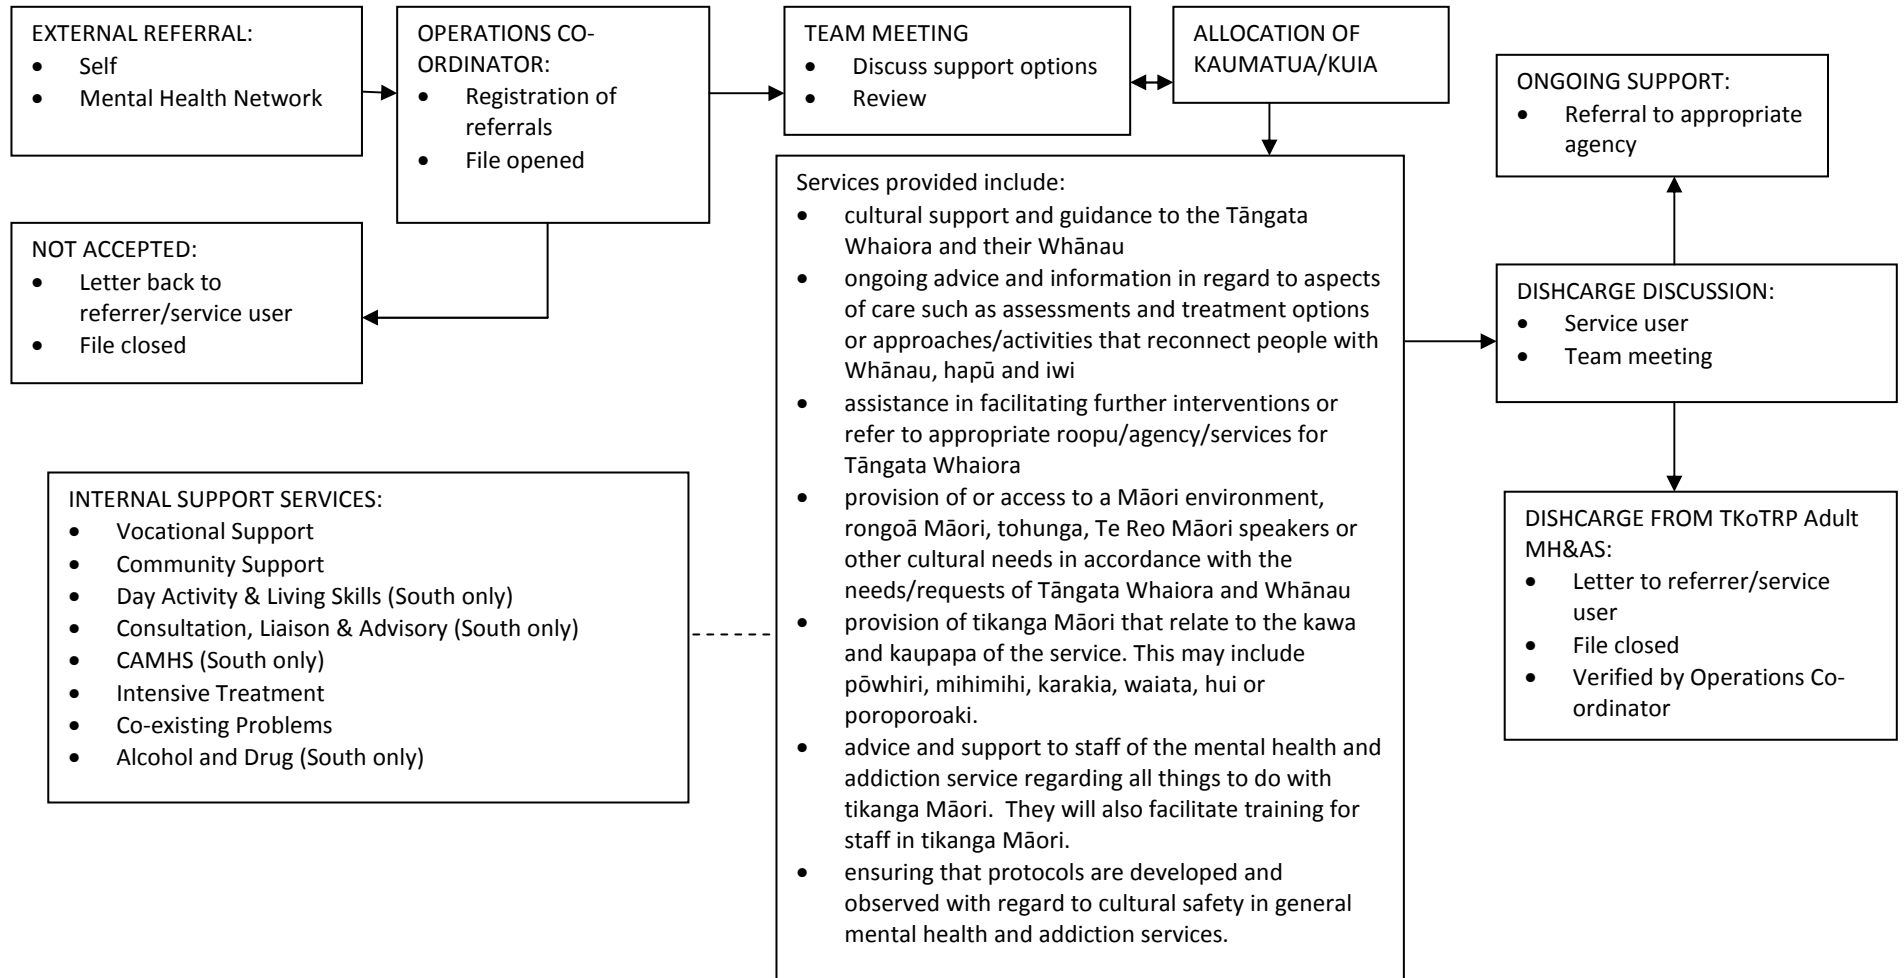 EXTERNAL REFERRAL:
• Self
• Mental Health Network
OPERATIONS CO-
ORDINATOR:
• Registration of
referrals
• File opened
TEAM MEETING
• Discuss support options
• Review
ALLOCATION OF
KAUMATUA/KUIA
ONGOING SUPPORT:
• Referral to appropriate
agency
NOT ACCEPTED:
• Letter back to
referrer/service user
• File closed
Services provided include:
• cultural support and guidance to the Tāngata
Whaiora and their Whānau
• ongoing advice and information in regard to aspects
of care such as assessments and treatment options
or approaches/activities that reconnect people with
Whānau, hapū and iwi
• assistance in facilitating further interventions or
refer to appropriate roopu/agency/services for
Tāngata Whaiora
• provision of or access to a Māori environment,
rongoā Māori, tohunga, Te Reo Māori speakers or
other cultural needs in accordance with the
needs/requests of Tāngata Whaiora and Whānau
• provision of tikanga Māori that relate to the kawa
and kaupapa of the service. This may include
pōwhiri, mihimihi, karakia, waiata, hui or
poroporoaki.
• advice and support to staff of the mental health and
addiction service regarding all things to do with
tikanga Māori.  They will also facilitate training for
staff in tikanga Māori.
• ensuring that protocols are developed and
observed with regard to cultural safety in general
mental health and addiction services.
DISHCARGE DISCUSSION:
• Service user
• Team meeting
INTERNAL SUPPORT SERVICES:
• Vocational Support
• Community Support
• Day Activity & Living Skills (South only)
• Consultation, Liaison & Advisory (South only)
• CAMHS (South only)
• Intensive Treatment
• Co-existing Problems
• Alcohol and Drug (South only)
DISHCARGE FROM TKoTRP Adult
MH&AS:
• Letter to referrer/service
user
• File closed
• Verified by Operations Co-
ordinator